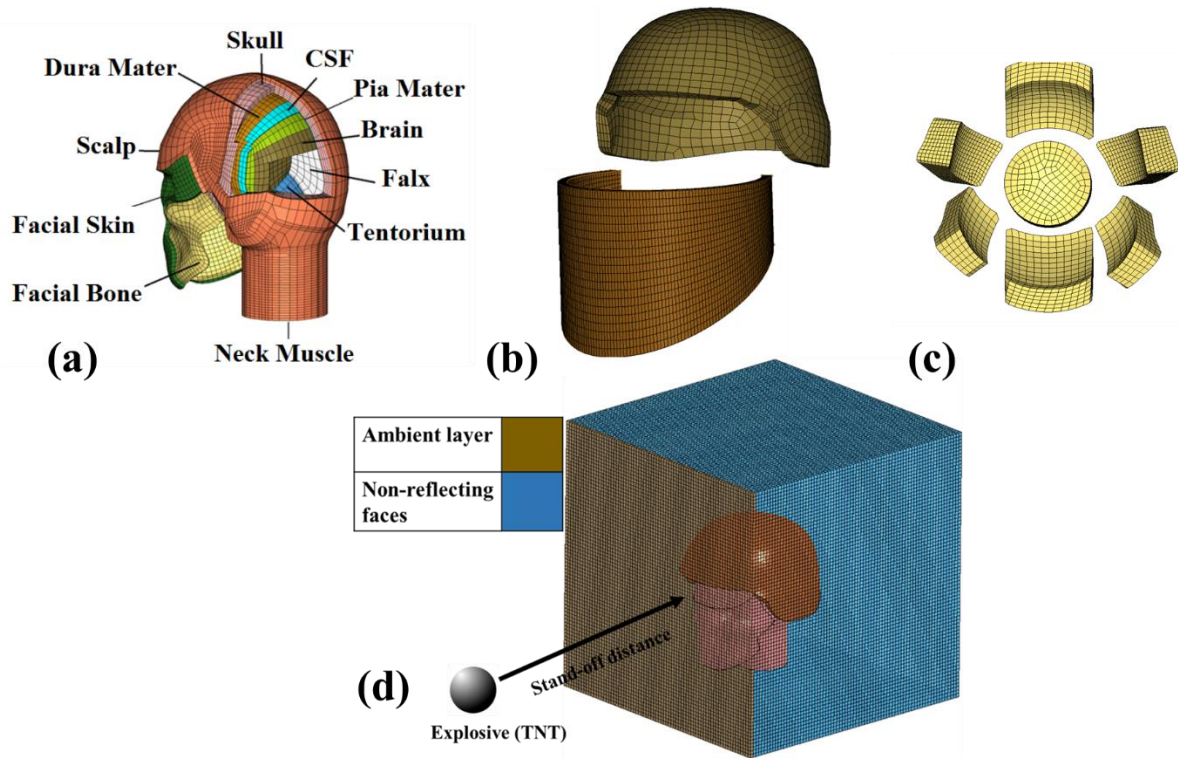 Skull
Dura Mater
CSF
Pia Mater
Brain
Scalp
Falx
Facial Skin
Tentorium
Facial Bone
Neck Muscle
(a)
(b)
(c)
Ambient layer
Non-reflecting
faces
Stand-off distance
(d)
Explosive (TNT)